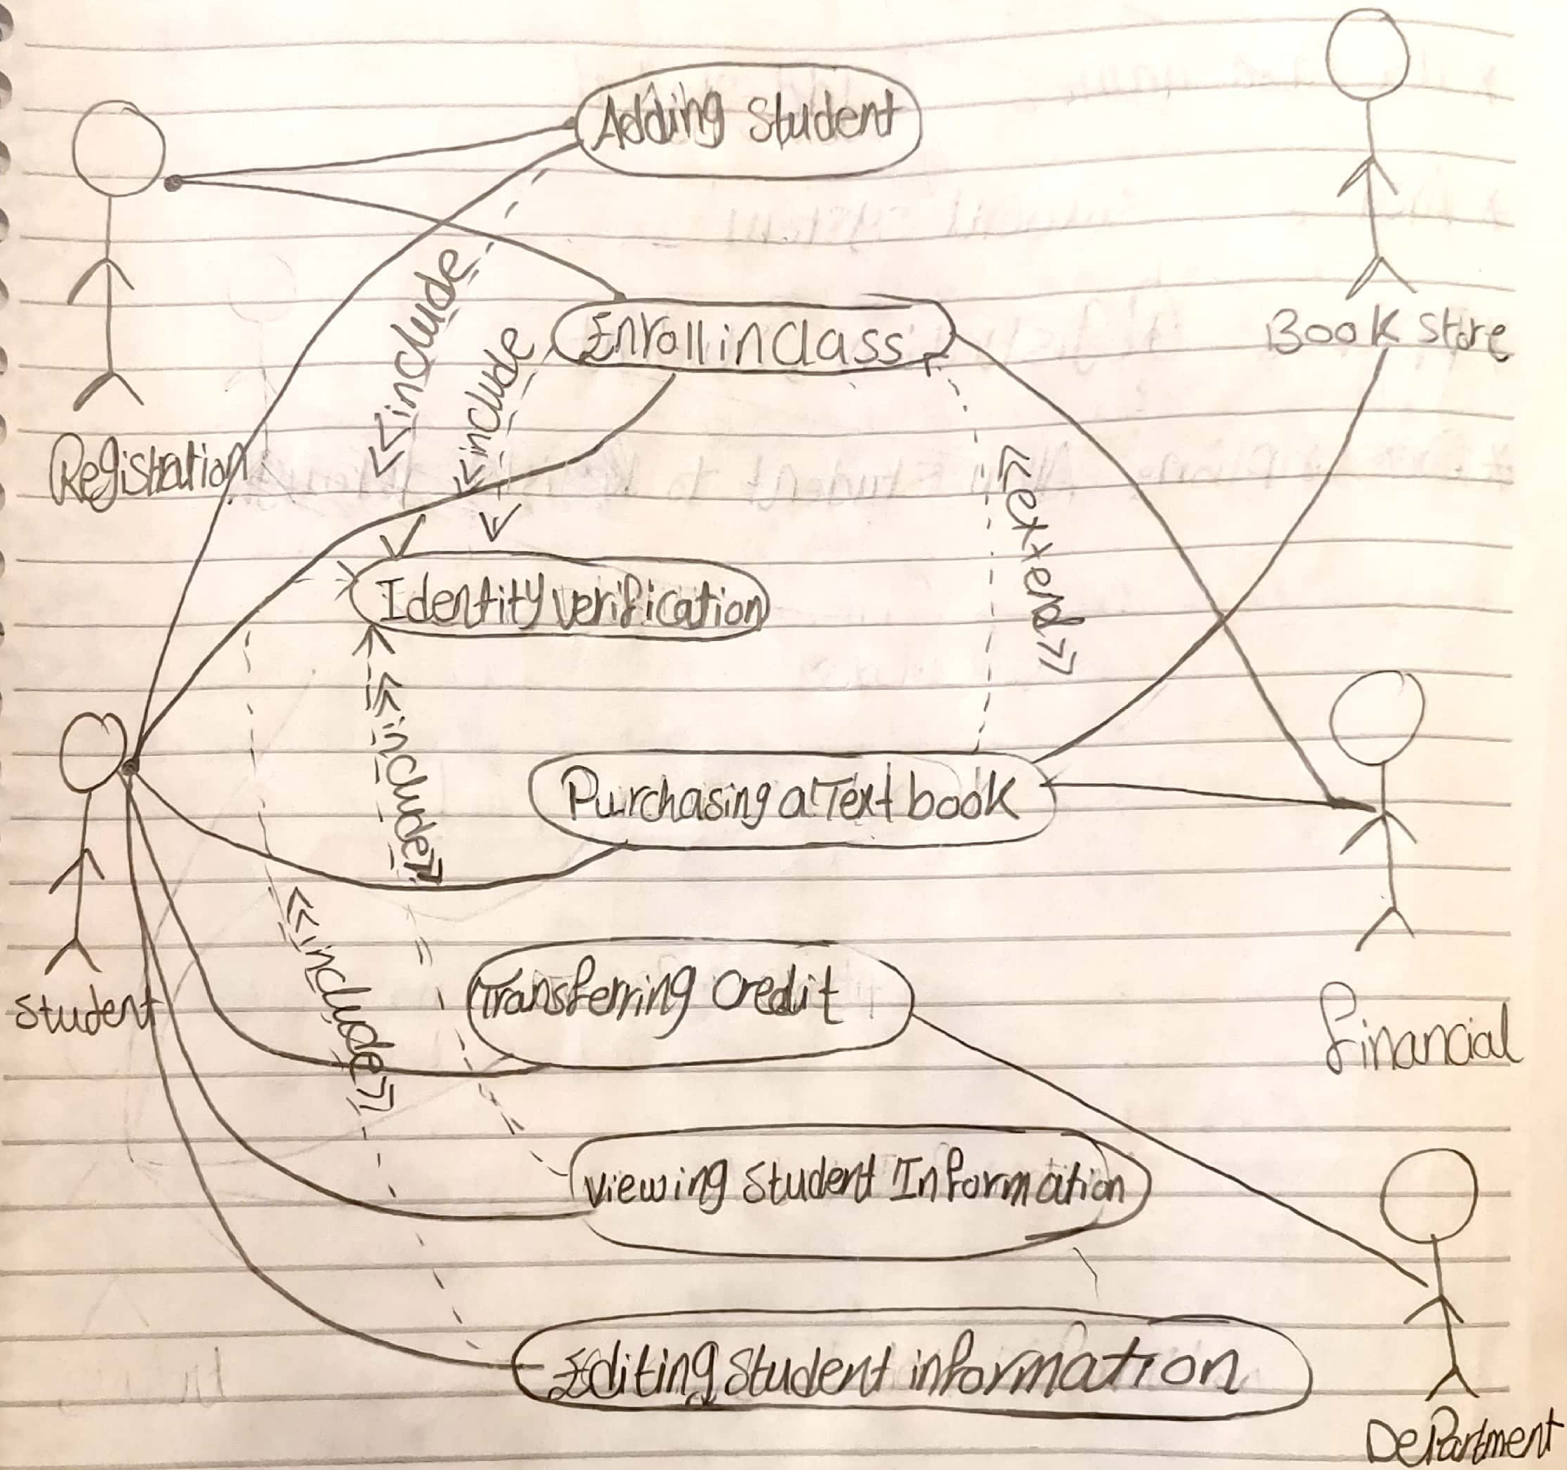 Adding Student
<<include
Enroll in Class
<<include
Book Store
Registration
<<extend>>
Identity verification
<<include>>
Purchasing a Text book
<<include>>
Transferring Credit
Student
Financial
viewing Student Information
Editing Student information
Department